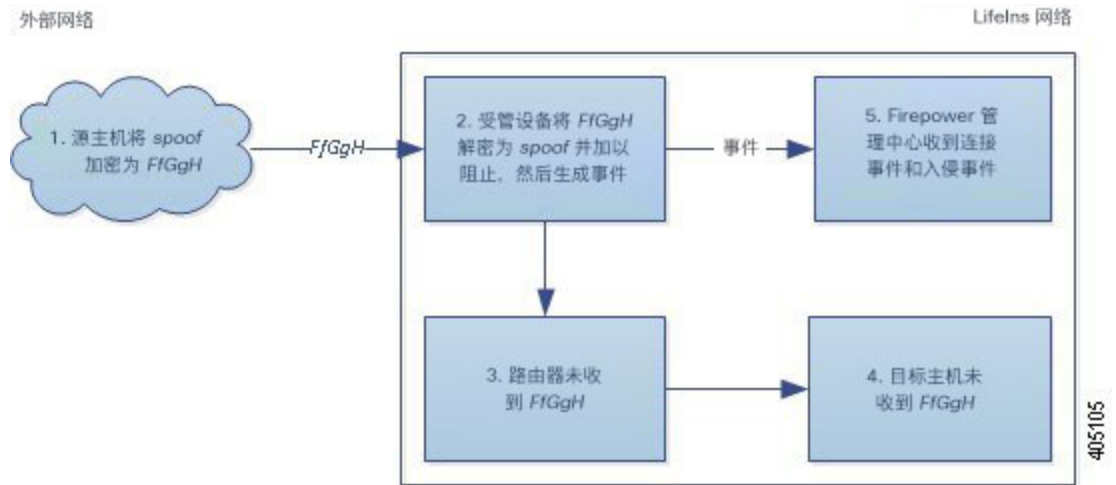 外部网络
LifeIns 网络
1. 源主机将 spoof
加密为 FfGgH
FfGgH
2. 受管设备将 FfGgH
解密为 spoof 并加以
阻止，然后生成事件
事件
5. Firepower 管
理中心收到连接
事件和入侵事件
3. 路由器未收
到 FfGgH
4. 目标主机未
收到 FfGgH
405105